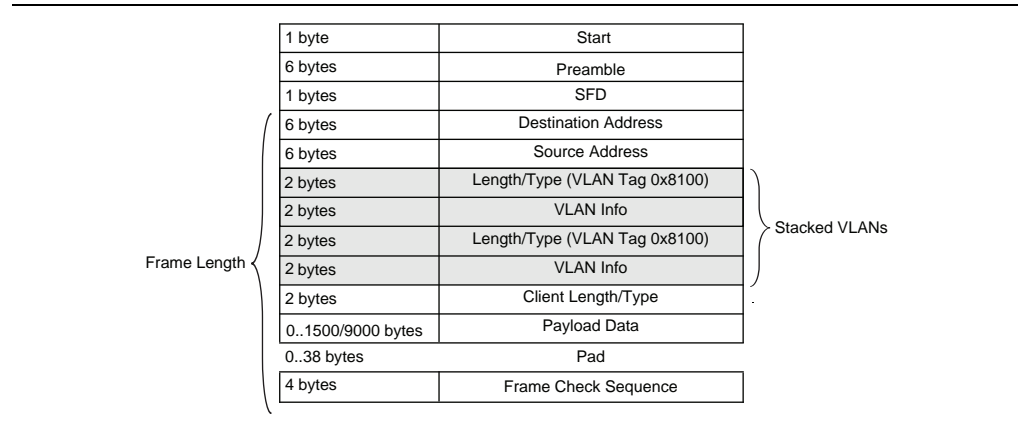 1 byte Start
6 bytes Preamble
1 bytes SFD
6 bytes Destination Address
6 bytes Source Address
2 bytes Length/Type (VLAN Tag 0x8100)
2 bytes VLAN Info
2 bytes Length/Type (VLAN Tag 0x8100)
2 bytes VLAN Info
2 bytes Client Length/Type
0..1500/9000 bytes Payload Data
0..38 bytes Pad
4 bytes Frame Check Sequence
Frame Length
Stacked VLANs